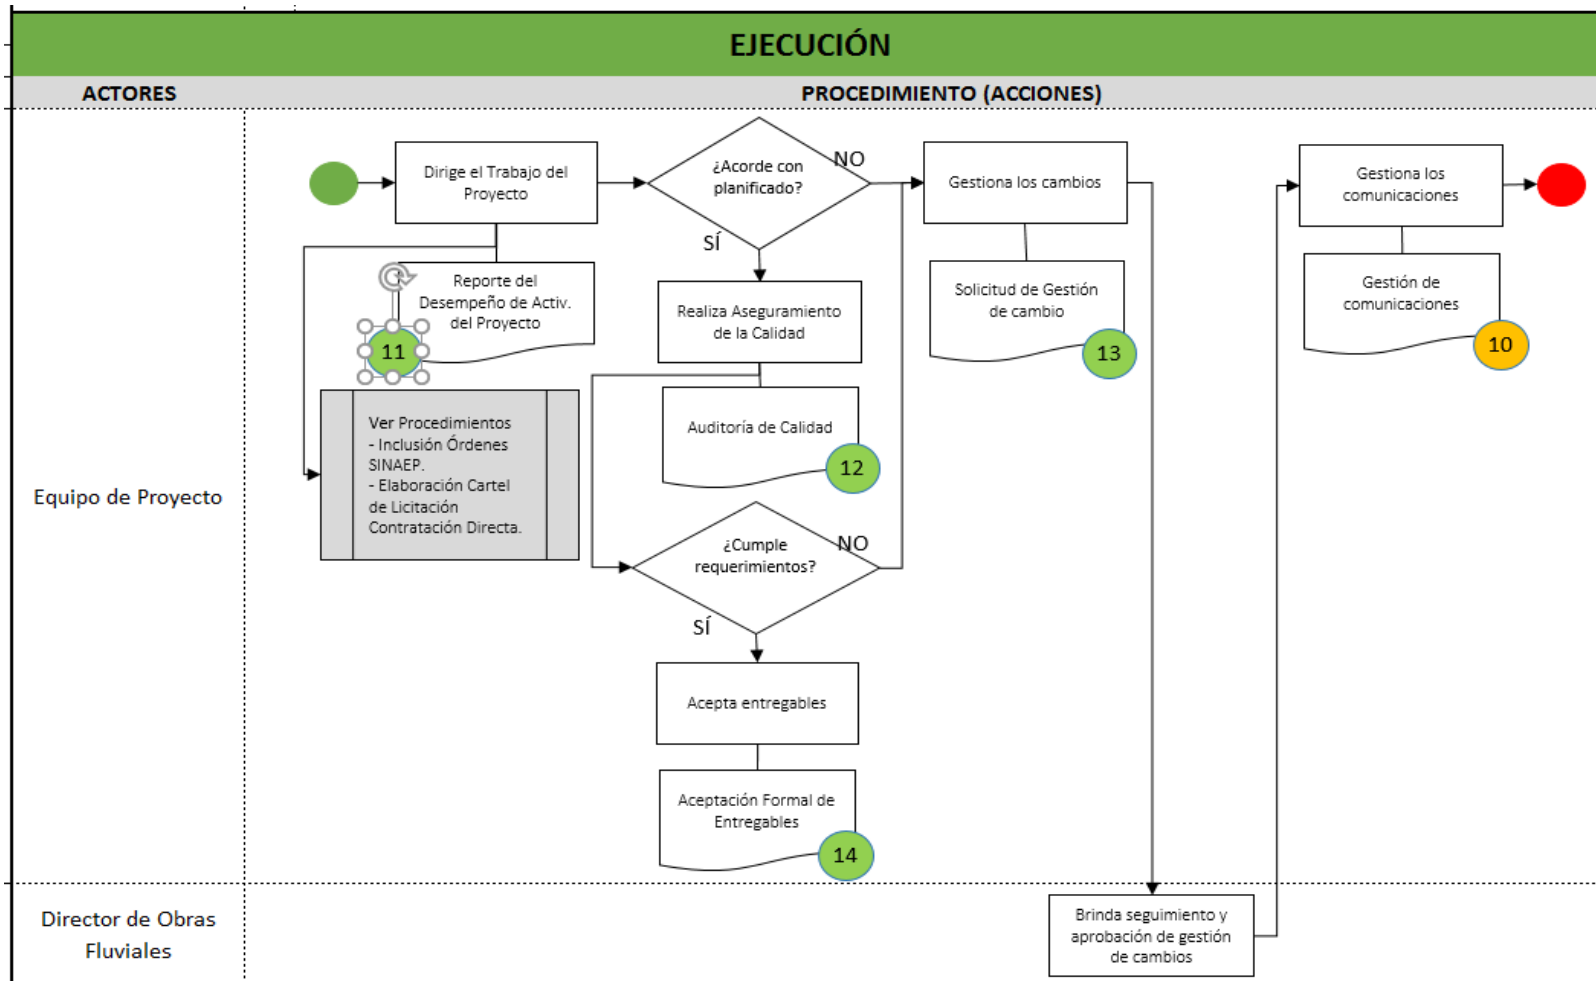 EJECUCIÓN
ACTORES
PROCEDIMIENTO (ACCIONES)
Equipo de Proyecto
Dirige el Trabajo del
Proyecto
Reporte del
Desempeño de Activ.
del Proyecto
11
Ver Procedimientos
- Inclusión Órdenes
SINAEP.
- Elaboración Cartel
de Licitación
Contratación Directa.
¿Acorde con
planificado?
NO
SÍ
Realiza Aseguramiento
de la Calidad
Auditoría de Calidad
12
¿Cumple
requerimientos?
NO
SÍ
Acepta entregables
Aceptación Formal de
Entregables
14
Gestiona los cambios
Solicitud de Gestión
de cambio
13
Gestiona los
comunicaciones
Gestión de
comunicaciones
10
Director de Obras
Fluviales
Brinda seguimiento y
aprobación de gestión
de cambios